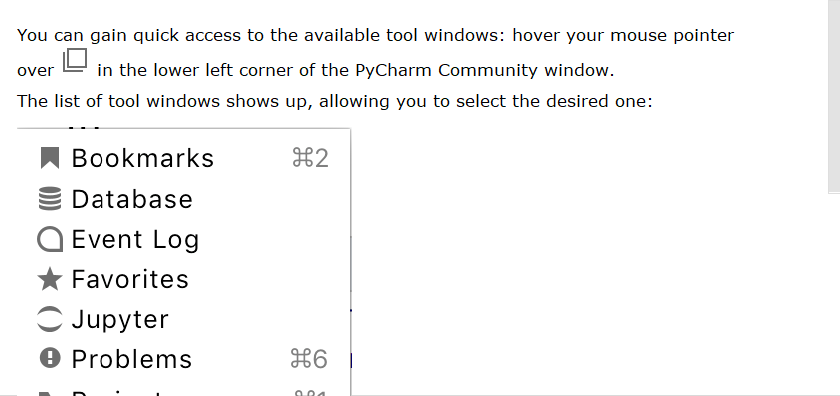 You can gain quick access to the available tool windows: hover your mouse pointer
over in the lower left corner of the PyCharm Community window.
The list of tool windows shows up, allowing you to select the desired one:
Bookmarks ⌘2
Database
Event Log
Favorites
Jupyter
Problems ⌘6